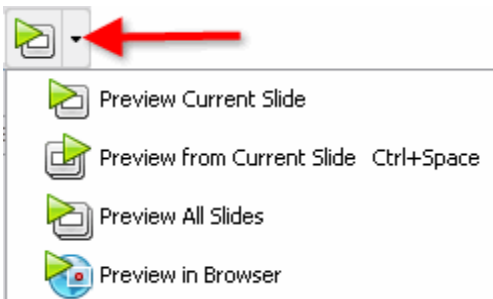 Preview Current Slide
Preview from Current Slide Ctrl+Space
Preview All Slides
Preview in Browser